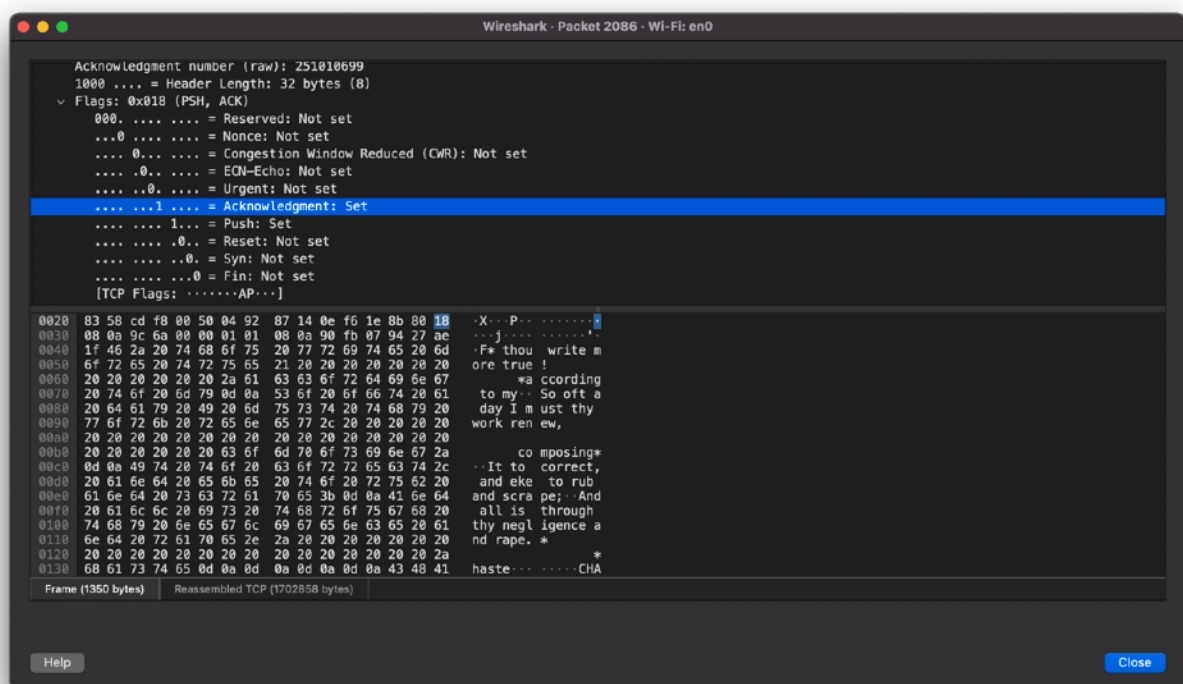 Wireshark · Packet 2086 · Wi-Fi: en0
Acknowledgment number (raw): 251010699
1000 .... = Header Length: 32 bytes (8)
Flags: 0x018 (PSH, ACK)
000. .... .... = Reserved: Not set
...0 .... .... = Nonce: Not set
.... 0... .... = Congestion Window Reduced (CWR): Not set
.... .0.. .... = ECN-Echo: Not set
.... ..0. .... = Urgent: Not set
.... ...1 .... = Acknowledgment: Set
.... .... 1... = Push: Set
.... .... .0.. = Reset: Not set
.... .... ..0. = Syn: Not set
.... .... ...0 = Fin: Not set
[TCP Flags: ·······AP···]
0020 83 58 cd f8 00 50 04 92 87 14 0e f6 1e 8b 80 18 ·X···P·· ········
0030 08 0a 9c 6a 00 00 01 01 08 0a 90 fb 07 94 27 ae ···j···· ······'·
0040 1f 46 2a 20 74 68 6f 75 20 77 72 69 74 65 20 6d ·F* thou write m
0050 6f 72 65 20 74 72 75 65 21 20 20 20 20 20 20 20 ore true !
0060 20 20 20 20 20 20 2a 61 63 63 6f 72 64 69 6e 67 *a ccording
0070 20 74 6f 20 6d 79 0d 0a 53 6f 20 6f 66 74 20 61 to my·· So oft a
0080 20 64 61 79 20 49 20 6d 75 73 74 20 74 68 79 20 day I m ust thy
0090 77 6f 72 6b 20 72 65 6e 65 77 2c 20 20 20 20 20 work ren ew,
00a0 20 20 20 20 20 20 20 20 20 20 20 20 20 20 20 20
00b0 20 20 20 20 20 20 63 6f 6d 70 6f 73 69 6e 67 2a co mposing*
00c0 0d 0a 49 74 20 74 6f 20 63 6f 72 72 65 63 74 2c ··It to correct,
00d0 20 61 6e 64 20 65 6b 65 20 74 6f 20 72 75 62 20 and eke to rub
00e0 61 6e 64 20 73 63 72 61 70 65 3b 0d 0a 41 6e 64 and scra pe;··And
00f0 20 61 6c 6c 20 69 73 20 74 68 72 6f 75 67 68 20 all is through
0100 74 68 79 20 6e 65 67 6c 69 67 65 6e 63 65 20 61 thy negl igence a
0110 6e 64 20 72 61 70 65 2e 2a 20 20 20 20 20 20 20 nd rape. *
0120 20 20 20 20 20 20 20 20 20 20 20 20 20 20 20 2a *
0130 68 61 73 74 65 0d 0a 0d 0a 0d 0a 0d 0a 43 48 41 haste··· ·····CHA
Frame (1350 bytes) Reassembled TCP (1702858 bytes)
Help Close